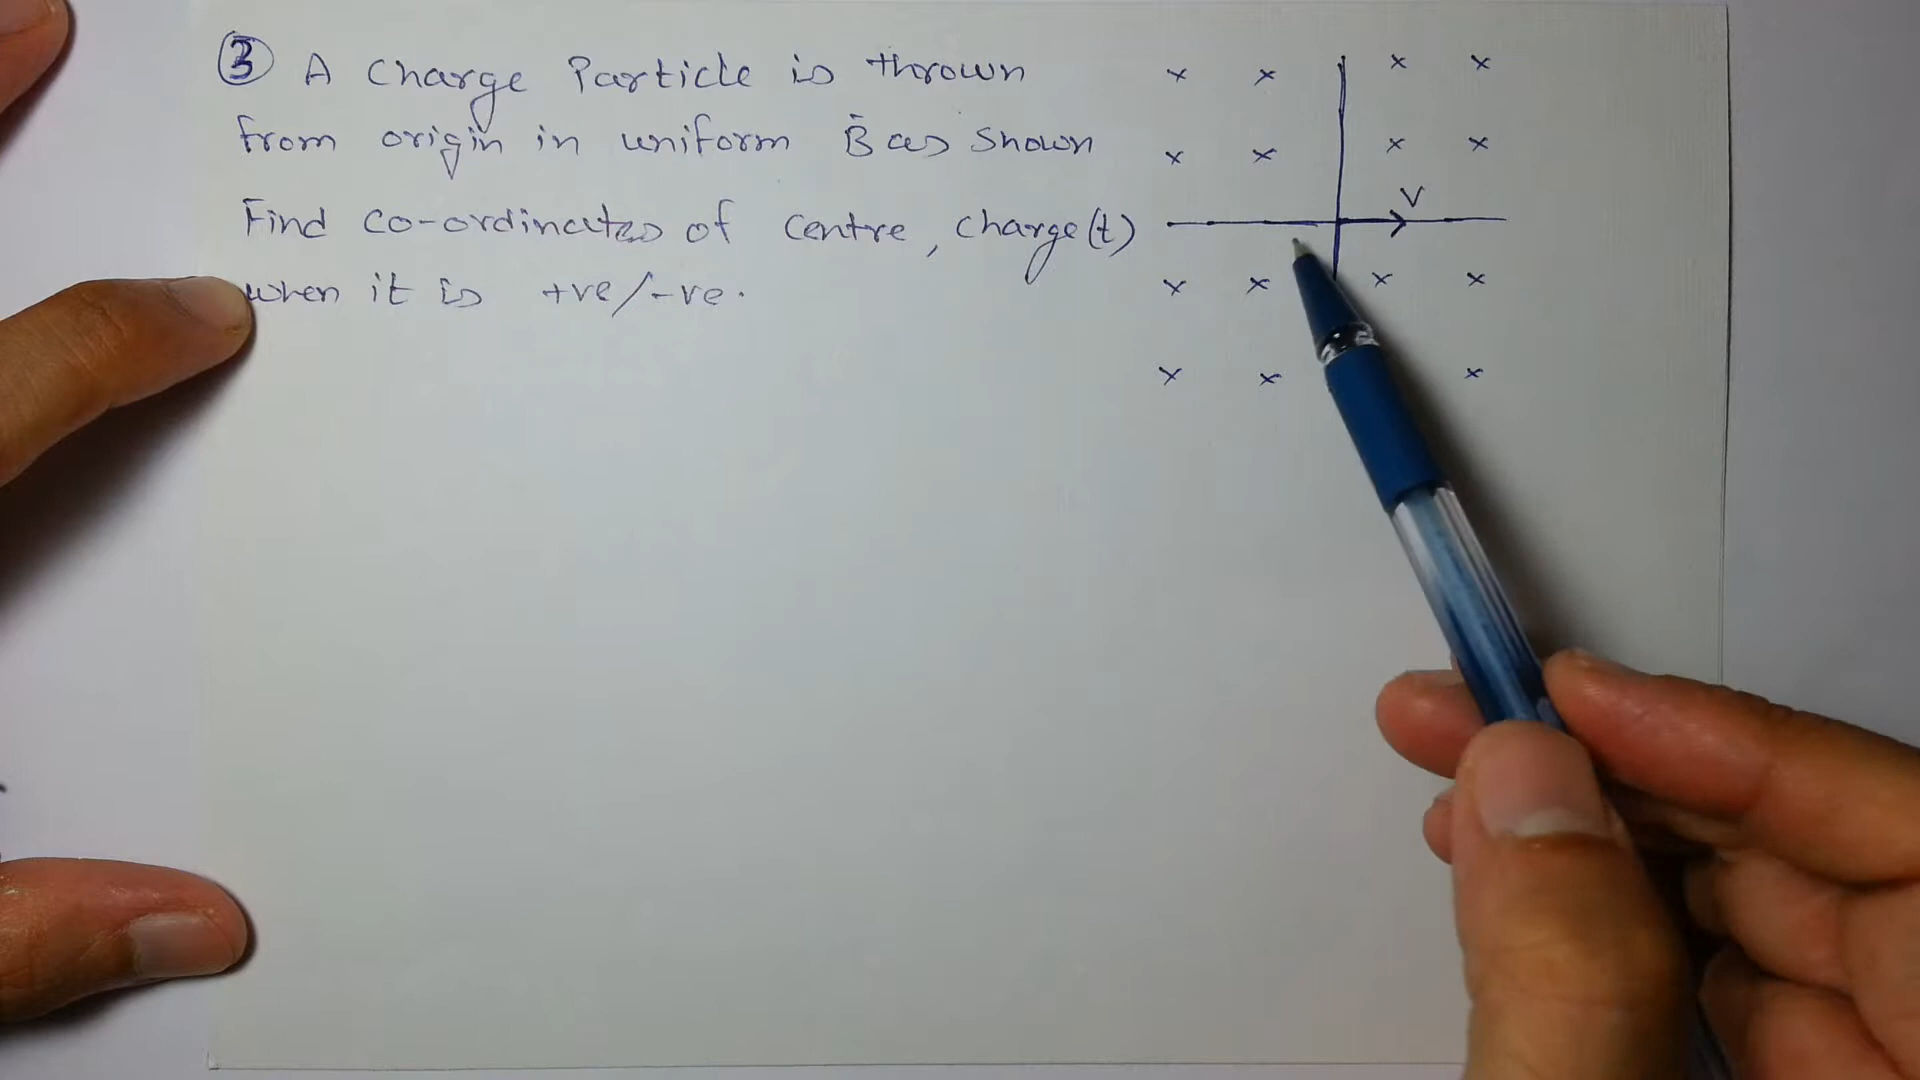 ③ A Charge Particle is thrown
from origin in uniform B̄ as shown
Find co-ordinates of centre, charge(t)
when it is +ve/-ve.
x x x x
x x x x
V
x x x x
x x x